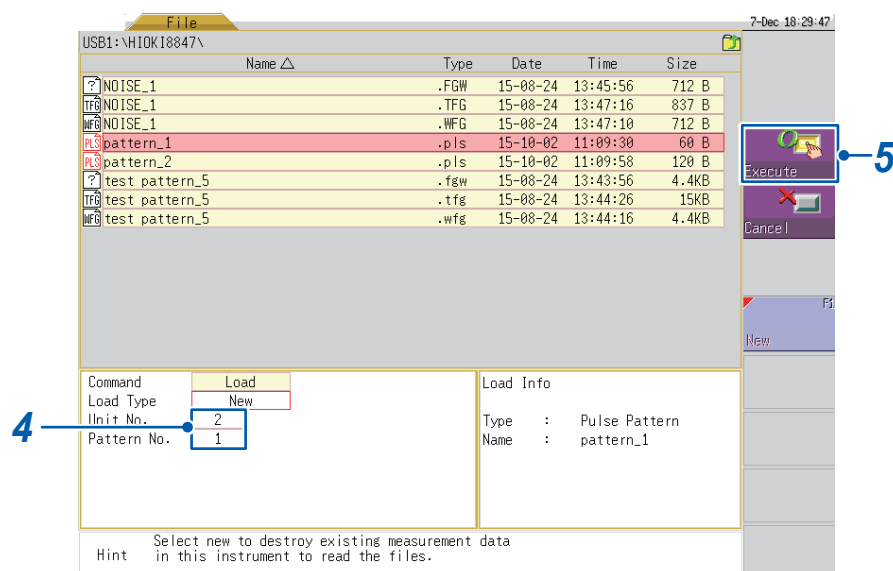 File
7-Dec 18:29:47
USB1:\HIOKI8847\
Name △ Type Date Time Size
? NOISE_1 .FGW 15-08-24 13:45:56 712 B
TFG NOISE_1 .TFG 15-08-24 13:47:16 837 B
WFG NOISE_1 .WFG 15-08-24 13:47:10 712 B
PLS pattern_1 .pls 15-10-02 11:09:30 60 B
PLS pattern_2 .pls 15-10-02 11:09:58 120 B
? test pattern_5 .fgw 15-08-24 13:43:56 4.4KB
TFG test pattern_5 .tfg 15-08-24 13:44:26 15KB
WFG test pattern_5 .wfg 15-08-24 13:44:16 4.4KB
Execute
5
Cancel
New
Command Load
Load Type New
Unit No. 2
Pattern No. 1
4
Load Info
Type : Pulse Pattern
Name : pattern_1
Hint Select new to destroy existing measurement data
in this instrument to read the files.